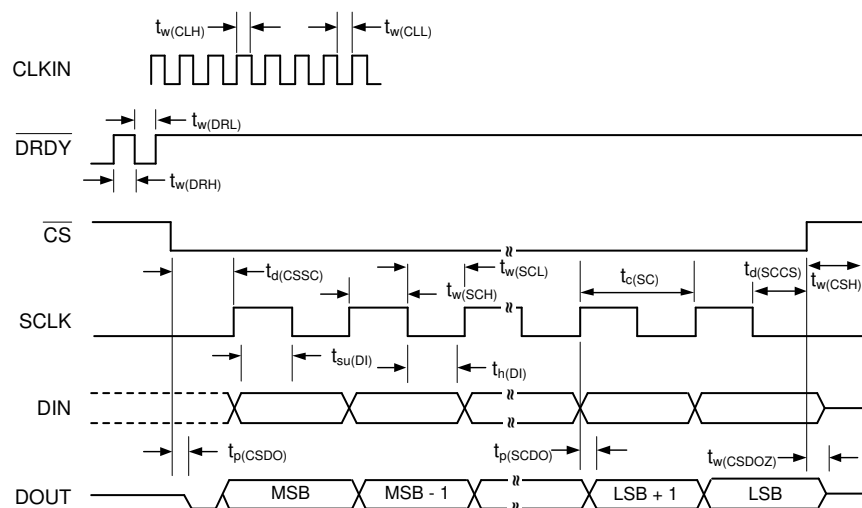 tw(CLH)
tw(CLL)
CLKIN
tw(DRL)
DRDY
tw(DRH)
CS
td(CSSC)
tw(SCL)
tc(SC)
td(SCCS)
tw(SCH)
tw(CSH)
SCLK
tsu(DI)
th(DI)
DIN
tp(CSDO)
tp(SCDO)
tw(CSDOZ)
DOUT
MSB
MSB - 1
LSB + 1
LSB